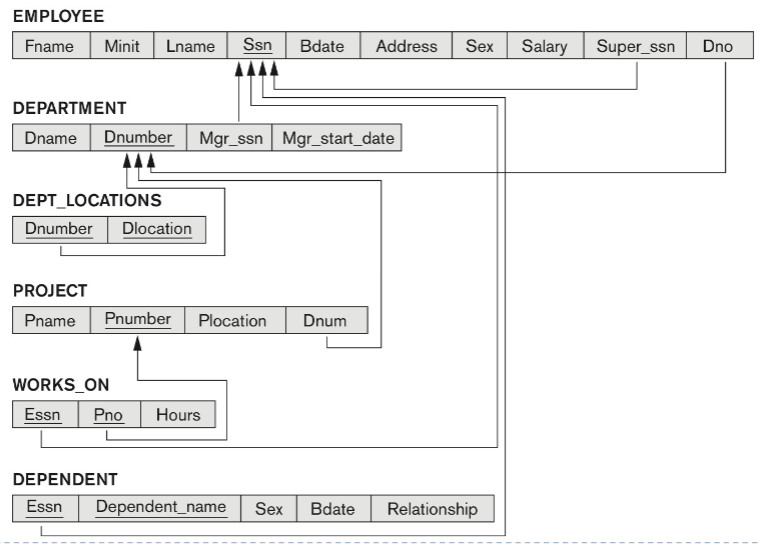 EMPLOYEE
Fname Minit Lname Ssn Bdate Address Sex Salary Super_ssn Dno
DEPARTMENT
Dname Dnumber Mgr_ssn Mgr_start_date
DEPT_LOCATIONS
Dnumber Dlocation
PROJECT
Pname Pnumber Plocation Dnum
WORKS_ON
Essn Pno Hours
DEPENDENT
Essn Dependent_name Sex Bdate Relationship